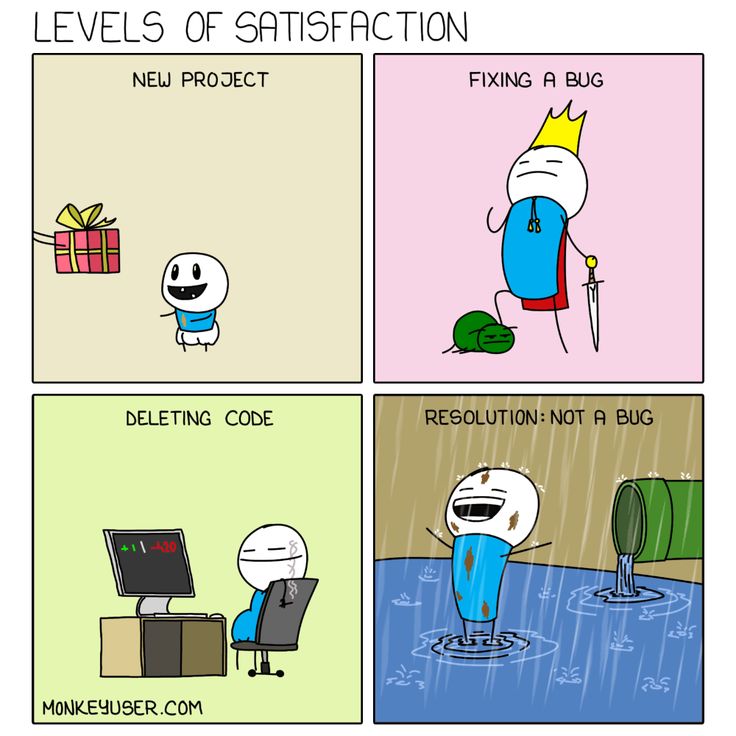 LEVELS OF SATISFACTION
NEW PROJECT
FIXING A BUG
DELETING CODE
+1 | -420
MONKEYUSER.COM
RESOLUTION: NOT A BUG